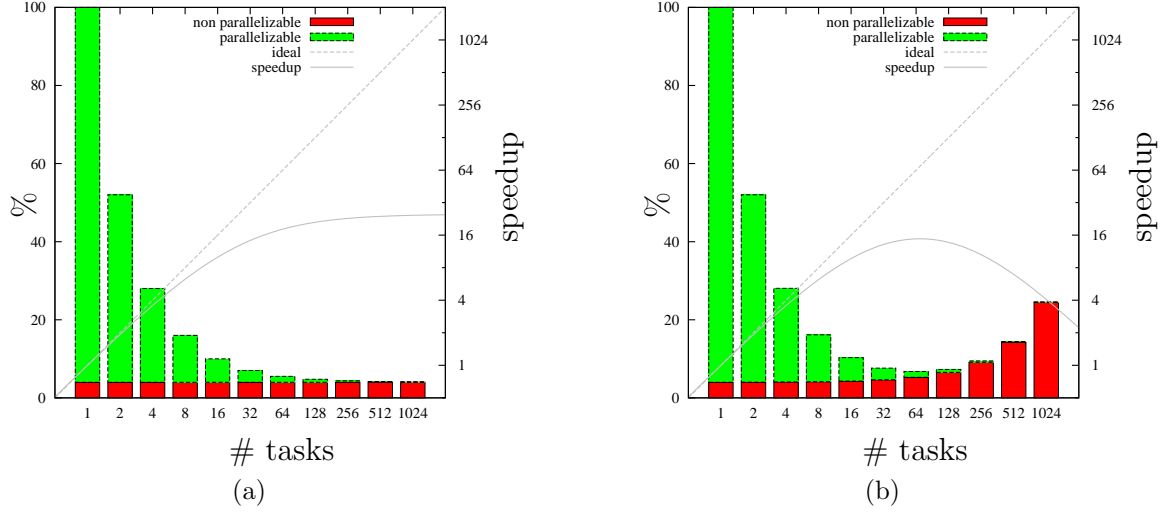 100
80
60
40
20
0
%
non parallelizable
parallelizable
ideal
speedup
1024
256
64
16
4
1
speedup
1 2 4 8 16 32 64 128 256 512 1024
# tasks
(a)
100
80
60
40
20
0
%
non parallelizable
parallelizable
ideal
speedup
1024
256
64
16
4
1
speedup
1 2 4 8 16 32 64 128 256 512 1024
# tasks
(b)